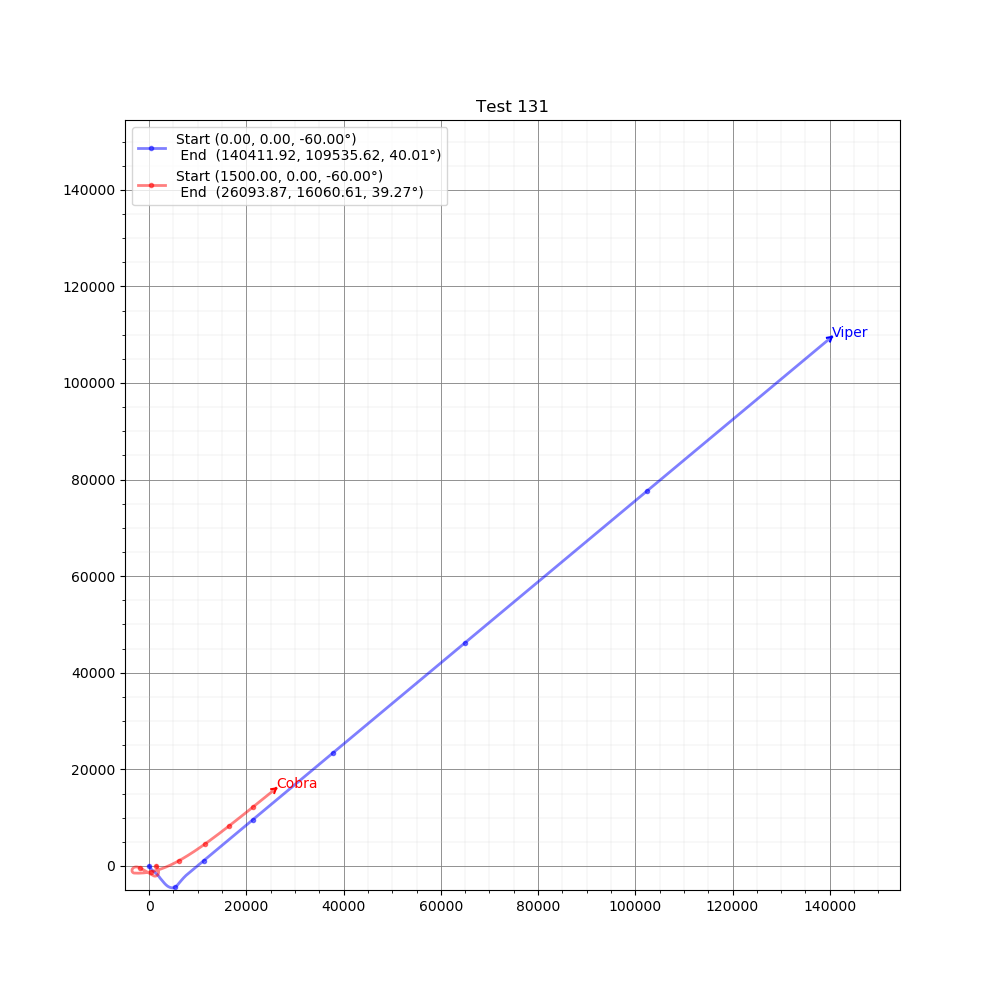 Test 131
Start (0.00, 0.00, -60.00°)
End (140411.92, 109535.62, 40.01°)
Start (1500.00, 0.00, -60.00°)
End (26093.87, 16060.61, 39.27°)
140000
120000
100000
80000
60000
40000
20000
0
Viper
Cobra
0 20000 40000 60000 80000 100000 120000 140000